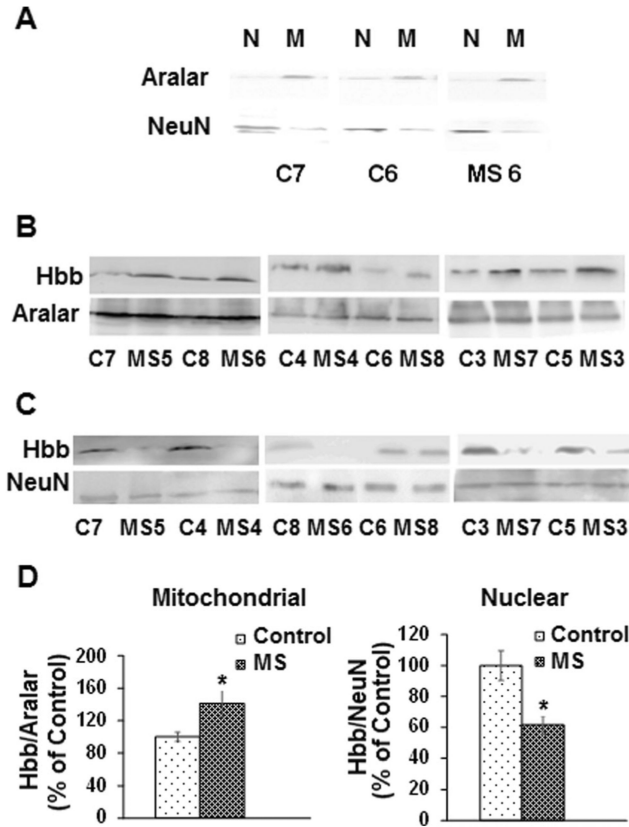 A
N M N M N M
Aralar
NeuN
C7 C6 MS 6
B
Hbb
Aralar
C7 MS5 C8 MS6 C4 MS4 C6 MS8 C3 MS7 C5 MS3
C
Hbb
NeuN
C7 MS5 C4 MS4 C8 MS6 C6 MS8 C3 MS7 C5 MS3
D
Mitochondrial
Hbb/Aralar
(% of Control)
200
160
120
80
40
0
Control
MS
*
Nuclear
Hbb/NeuN
(% of Control)
120
100
80
60
40
20
0
Control
MS
*